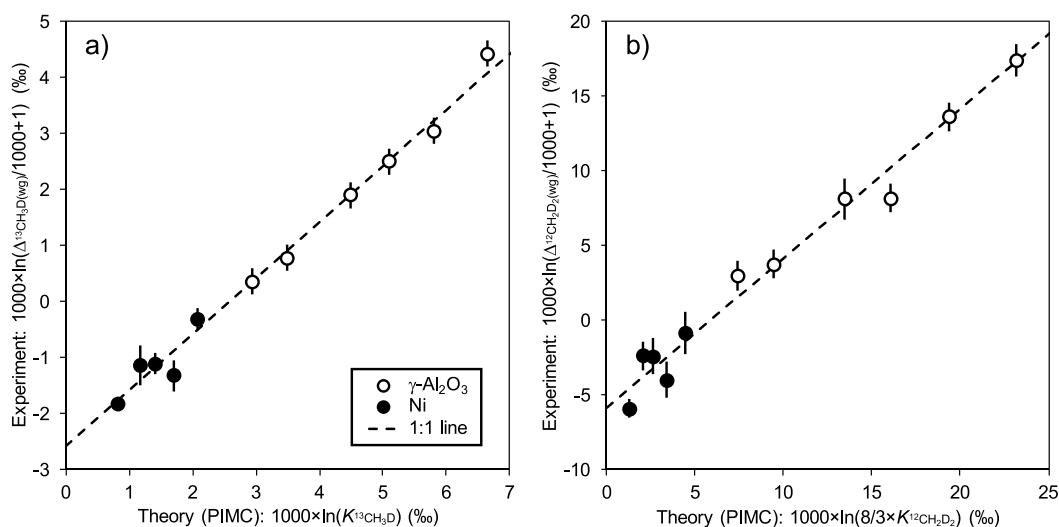 a)
Experiment: 1000×ln(Δ¹³CH₃D(wg)/1000+1) (‰)
5
4
3
2
1
0
-1
-2
-3
γ-Al₂O₃
Ni
1:1 line
0 1 2 3 4 5 6 7
Theory (PIMC): 1000×ln(K¹³CH₃D) (‰)
b)
Experiment: 1000×ln(Δ¹²CH₂D₂(wg)/1000+1) (‰)
20
15
10
5
0
-5
-10
0 5 10 15 20 25
Theory (PIMC): 1000×ln(8/3×K¹²CH₂D₂) (‰)